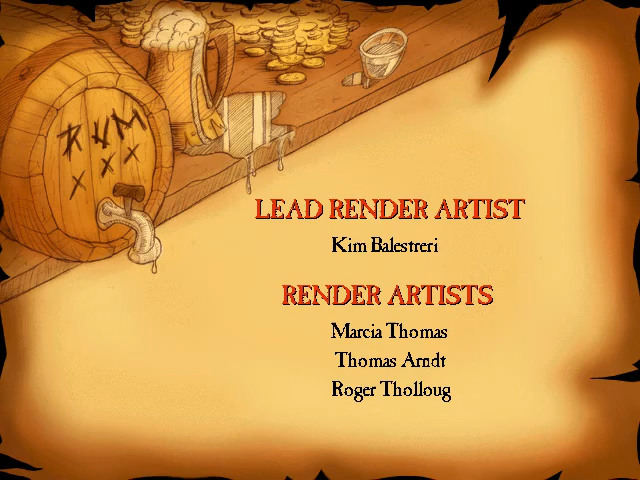 RUM
XXX
LEAD RENDER ARTIST
Kim Balestreri
RENDER ARTISTS
Marcia Thomas
Thomas Arndt
Roger Tholloug